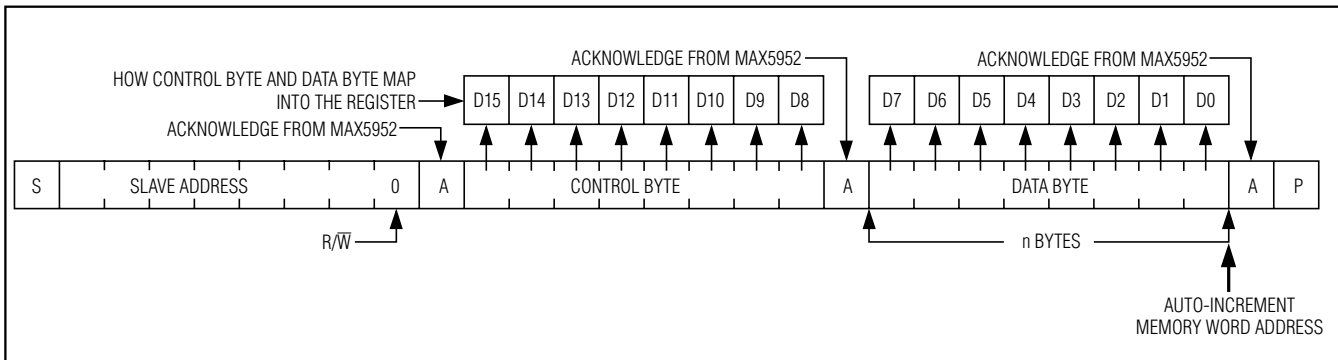 ACKNOWLEDGE FROM MAX5952 ACKNOWLEDGE FROM MAX5952
HOW CONTROL BYTE AND DATA BYTE MAP
INTO THE REGISTER
D15 D14 D13 D12 D11 D10 D9 D8 D7 D6 D5 D4 D3 D2 D1 D0
ACKNOWLEDGE FROM MAX5952
S SLAVE ADDRESS 0 A CONTROL BYTE A DATA BYTE A P
R/W̅ n BYTES
AUTO-INCREMENT
MEMORY WORD ADDRESS